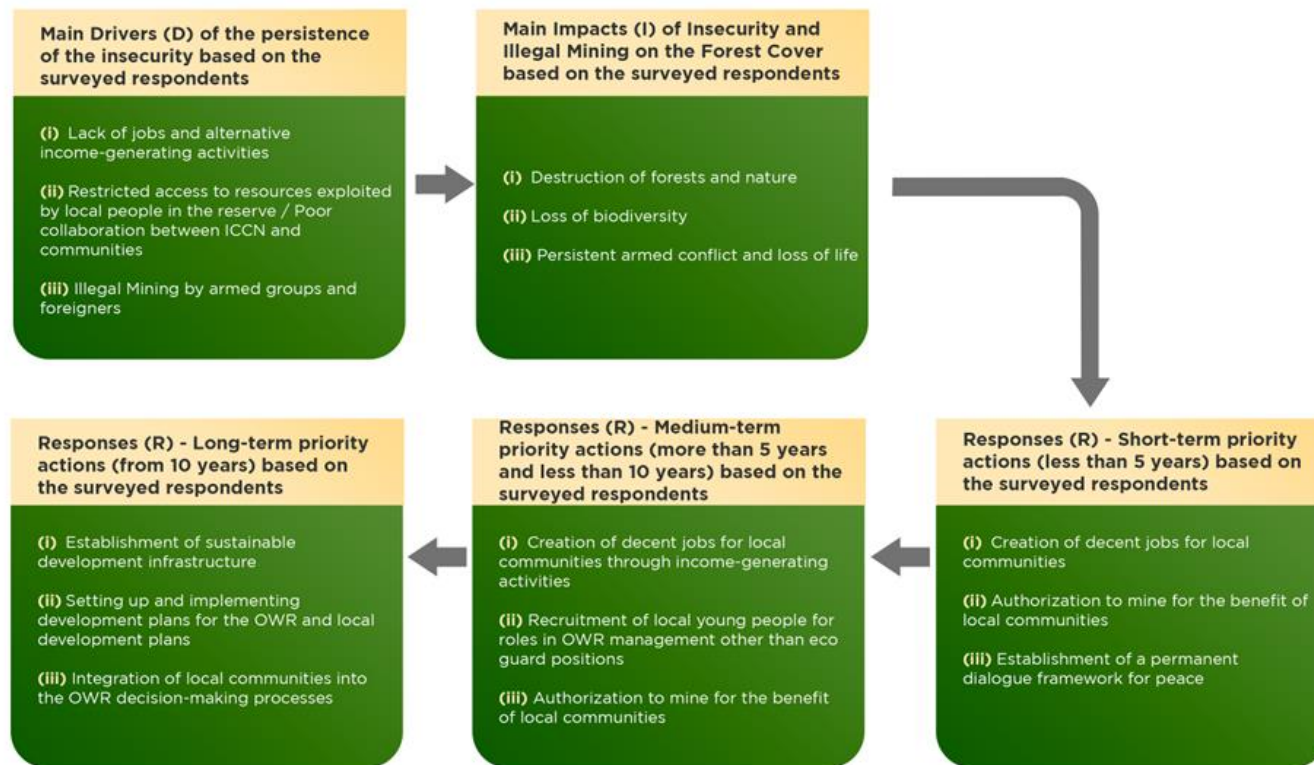 Main Drivers (D) of the persistence
of the insecurity based on the
surveyed respondents
(i) Lack of jobs and alternative
income-generating activities
(ii) Restricted access to resources exploited
by local people in the reserve / Poor
collaboration between ICCN and
communities
(iii) Illegal Mining by armed groups and
foreigners
Main Impacts (I) of Insecurity and
Illegal Mining on the Forest Cover
based on the surveyed respondents
(i) Destruction of forests and nature
(ii) Loss of biodiversity
(iii) Persistent armed conflict and loss of life
Responses (R) - Short-term priority
actions (less than 5 years) based on
the surveyed respondents
(i) Creation of decent jobs for local
communities
(ii) Authorization to mine for the benefit of
local communities
(iii) Establishment of a permanent
dialogue framework for peace
Responses (R) - Medium-term
priority actions (more than 5 years
and less than 10 years) based on the
surveyed respondents
(i) Creation of decent jobs for local
communities through income-generating
activities
(ii) Recruitment of local young people for
roles in OWR management other than eco
guard positions
(iii) Authorization to mine for the benefit
of local communities
Responses (R) - Long-term priority
actions (from 10 years) based on
the surveyed respondents
(i) Establishment of sustainable
development infrastructure
(ii) Setting up and implementing
development plans for the OWR and local
development plans
(iii) Integration of local communities into
the OWR decision-making processes